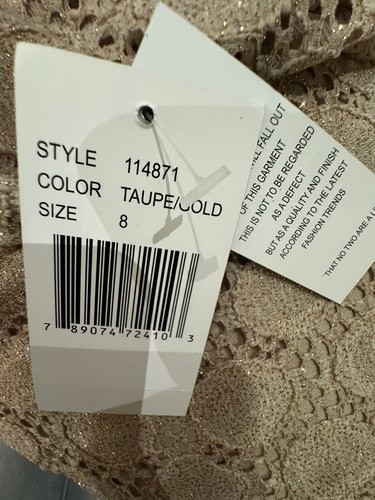 STYLE 114871
COLOR TAUPE/GOLD
SIZE 8
7 89074 72410 3
FALL OUT
OF THIS GARMENT
THIS IS NOT TO BE REGARDED
AS A DEFECT
BUT AS A QUALITY AND FINISH
ACCORDING TO THE LATEST
FASHION TRENDS
THAT NO TWO ARE A